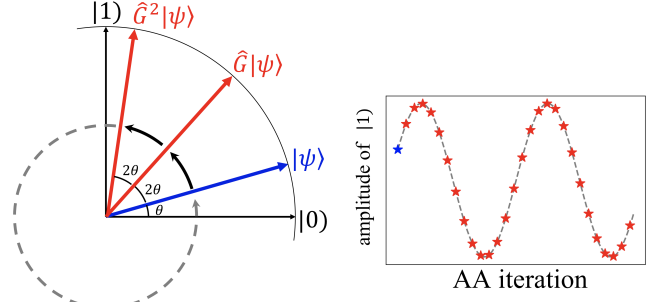 |1⟩
Ĝ²|ψ⟩
Ĝ|ψ⟩
|ψ⟩
2θ
2θ
θ
|0⟩
amplitude of |1⟩
AA iteration